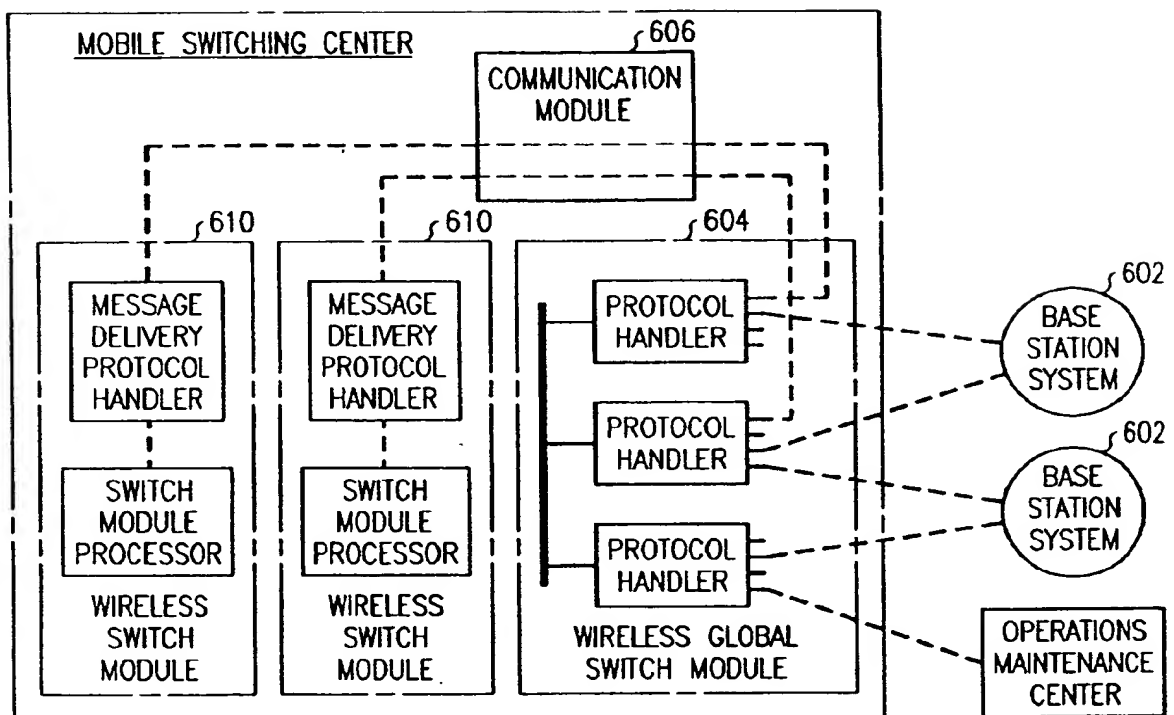 MOBILE SWITCHING CENTER
606
COMMUNICATION
MODULE
610
610
604
MESSAGE
DELIVERY
PROTOCOL
HANDLER
MESSAGE
DELIVERY
PROTOCOL
HANDLER
PROTOCOL
HANDLER
602
BASE
STATION
SYSTEM
PROTOCOL
HANDLER
602
BASE
STATION
SYSTEM
SWITCH
MODULE
PROCESSOR
SWITCH
MODULE
PROCESSOR
PROTOCOL
HANDLER
WIRELESS
SWITCH
MODULE
WIRELESS
SWITCH
MODULE
WIRELESS GLOBAL
SWITCH MODULE
OPERATIONS
MAINTENANCE
CENTER